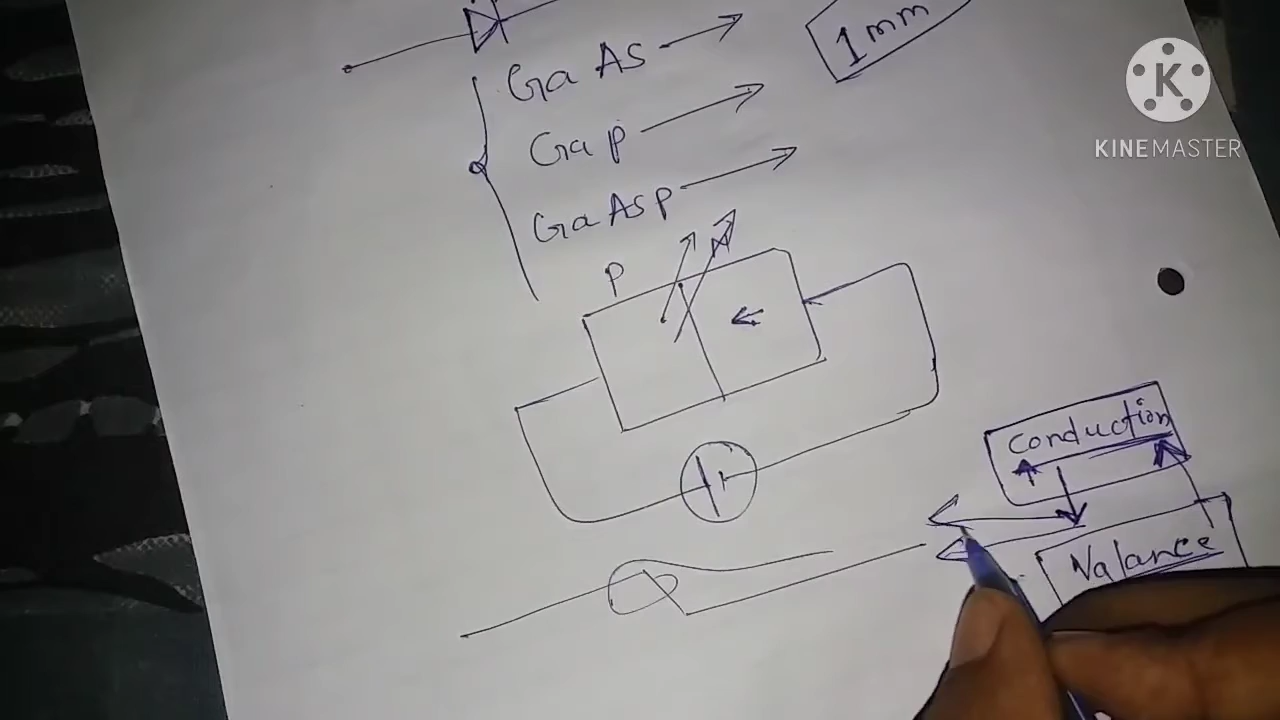 1mm
GaAs
K
KINEMASTER
Gap
GaAsp
P N
conduction
Valance